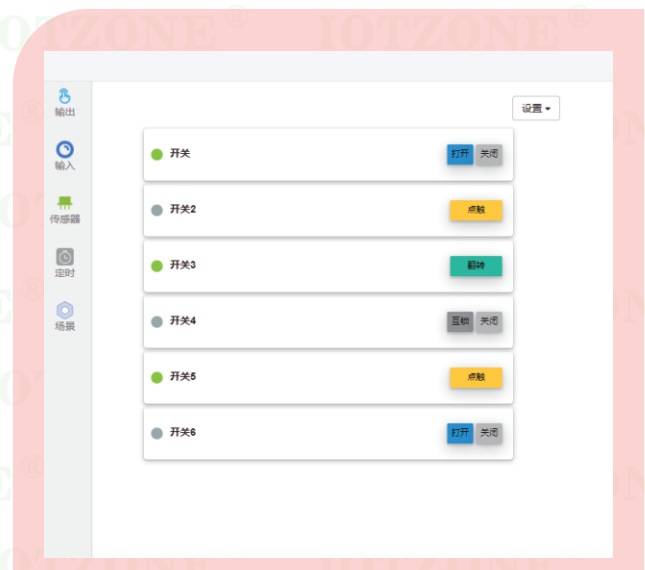 IOTZONE® IOTZONE®
设置
输出
输入
传感器
定时
场景
开关 打开 关闭
开关2 点触
开关3 翻转
开关4 互锁 关闭
开关5 点触
开关6 打开 关闭
IOTZONE IOTZONE